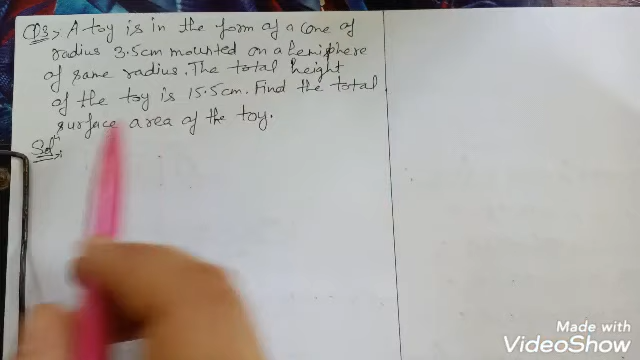 Q3> A toy is in the form of a cone of
radius 3.5cm mounted on a hemisphere
of same radius. The total height
of the toy is 15.5cm. Find the total
surface area of the toy.
Solⁿ:
Made with
VideoShow